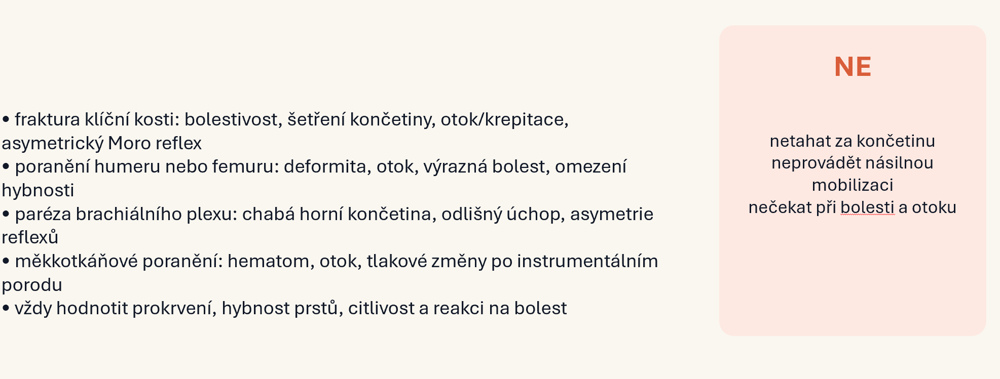 • fraktura klíční kosti: bolestivost, šetření končetiny, otok/krepitace,
asymetrický Moro reflex
• poranění humeru nebo femuru: deformita, otok, výrazná bolest, omezení
hybnosti
• paréza brachiálního plexu: chabá horní končetina, odlišný úchop, asymetrie
reflexů
• měkkotkáňové poranění: hematom, otok, tlakové změny po instrumentálním
porodu
• vždy hodnotit prokrvení, hybnost prstů, citlivost a reakci na bolest
NE
netahat za končetinu
neprovádět násilnou
mobilizaci
nečekat při bolesti a otoku